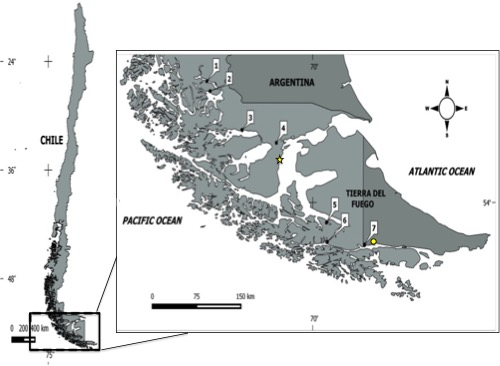 24°
36°
48°
CHILE
0 200 400 km
75°
70°
1
2
3
4
5
6
7
ARGENTINA
N
W E
S
ATLANTIC OCEAN
TIERRA DEL
FUEGO
54°
PACIFIC OCEAN
0 75 150 km
70°